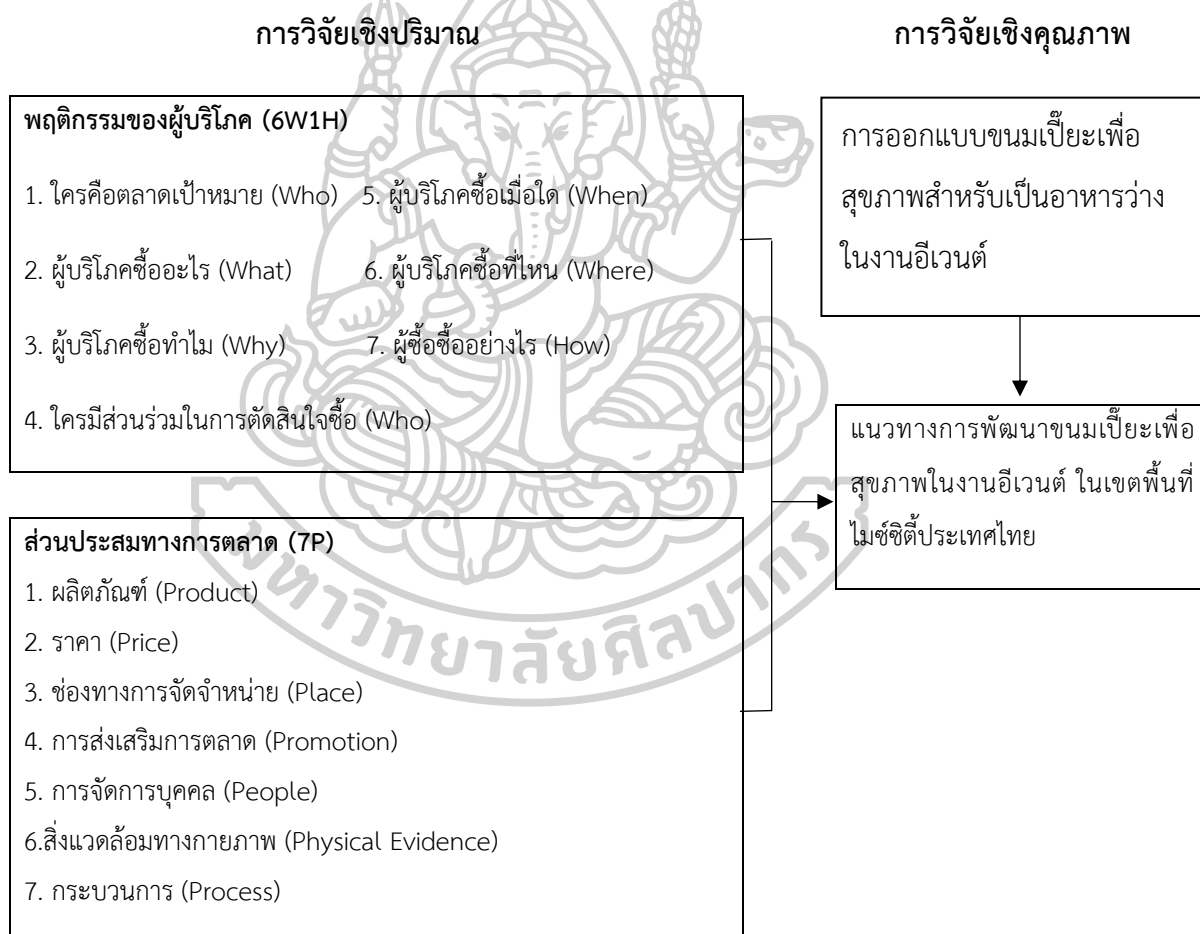 การวิจัยเชิงปริมาณ
การวิจัยเชิงคุณภาพ
พฤติกรรมของผู้บริโภค (6W1H)
1. ใครคือตลาดเป้าหมาย (Who) 5. ผู้บริโภคซื้อเมื่อใด (When)
2. ผู้บริโภคซื้ออะไร (What) 6. ผู้บริโภคซื้อที่ไหน (Where)
3. ผู้บริโภคซื้อทำไม (Why) 7. ผู้ซื้อซื้ออย่างไร (How)
4. ใครมีส่วนร่วมในการตัดสินใจซื้อ (Who)
ส่วนประสมทางการตลาด (7P)
1. ผลิตภัณฑ์ (Product)
2. ราคา (Price)
3. ช่องทางการจัดจำหน่าย (Place)
4. การส่งเสริมการตลาด (Promotion)
5. การจัดการบุคคล (People)
6.สิ่งแวดล้อมทางกายภาพ (Physical Evidence)
7. กระบวนการ (Process)
การออกแบบขนมเปี๊ยะเพื่อ
สุขภาพสำหรับเป็นอาหารว่าง
ในงานอีเวนต์
แนวทางการพัฒนาขนมเปี๊ยะเพื่อ
สุขภาพในงานอีเวนต์ ในเขตพื้นที่
ไมซ์ซิตี้ประเทศไทย
มหาวิทยาลัยศิลปากร